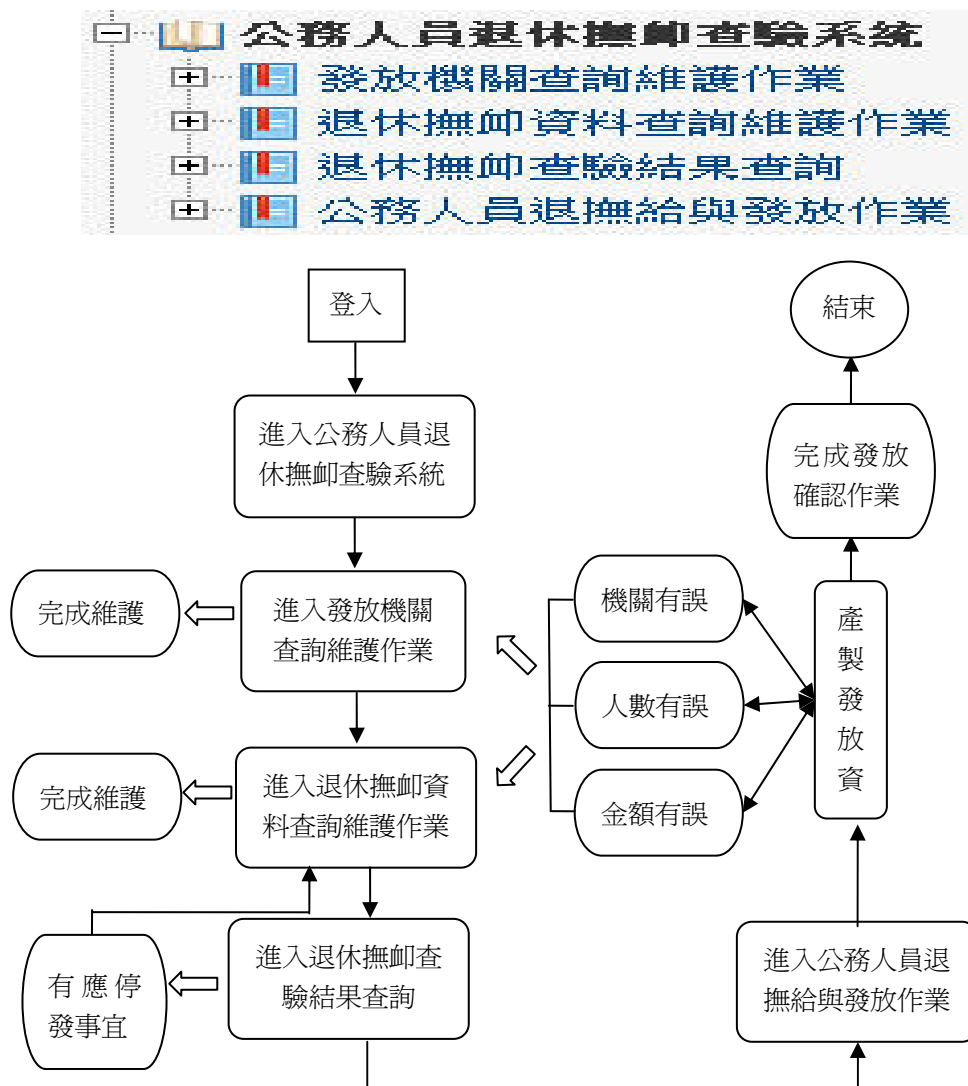 公務人員退休撫卹查驗系統
發放機關查詢維護作業
退休撫卹資料查詢維護作業
退休撫卹查驗結果查詢
公務人員退撫給與發放作業
登入
進入公務人員退
休撫卹查驗系統
進入發放機關
查詢維護作業
完成維護
進入退休撫卹資
料查詢維護作業
完成維護
進入退休撫卹查
驗結果查詢
有應停
發事宜
機關有誤
人數有誤
金額有誤
結束
完成發放
確認作業
產製發放資
進入公務人員退
撫給與發放作業